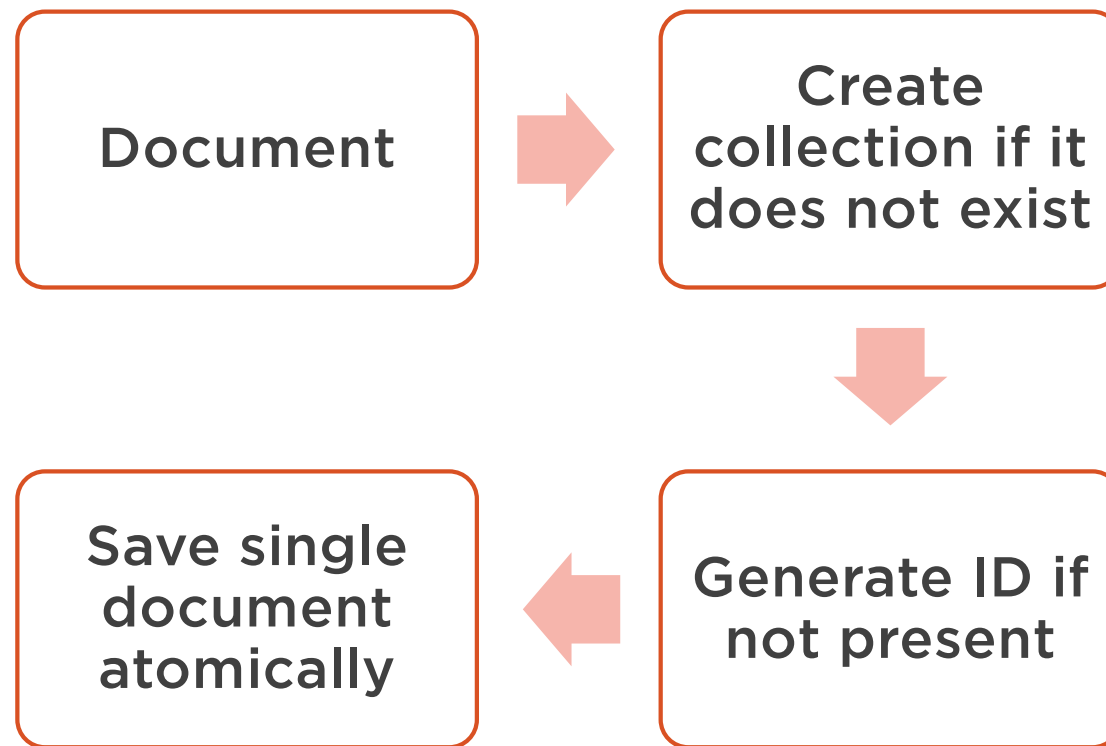 Document
Create
collection if it
does not exist
Generate ID if
not present
Save single
document
atomically